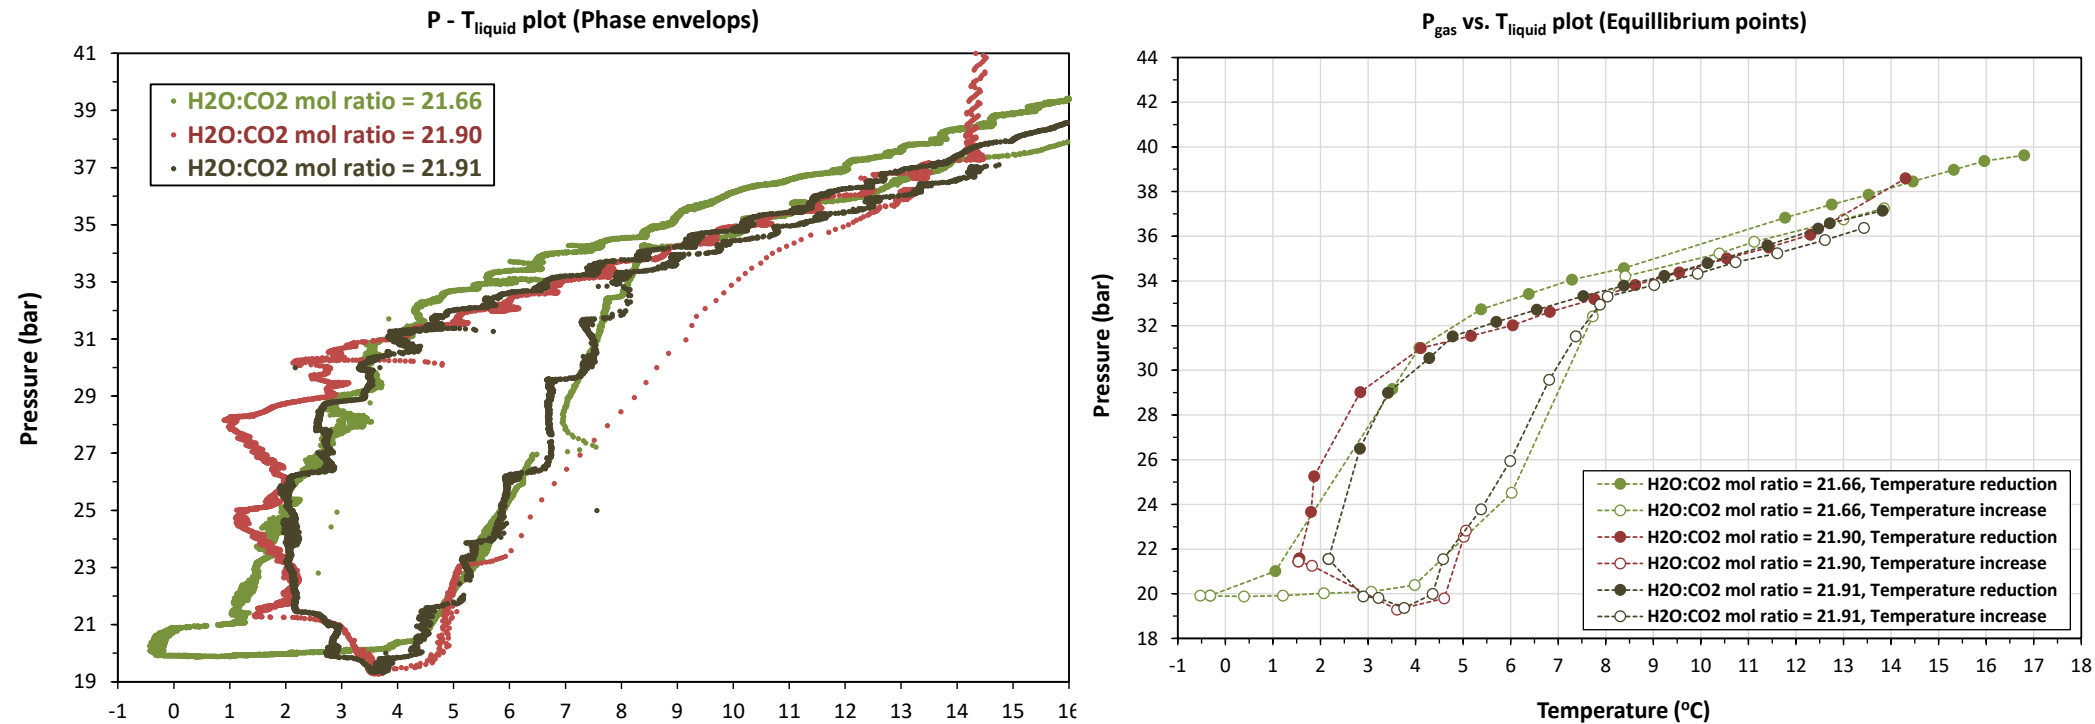 P - Tliquid plot (Phase envelops)
41
39
37
35
33
31
29
27
25
23
21
19
Pressure (bar)
H2O:CO2 mol ratio = 21.66
H2O:CO2 mol ratio = 21.90
H2O:CO2 mol ratio = 21.91
-1 0 1 2 3 4 5 6 7 8 9 10 11 12 13 14 15 16
Pgas vs. Tliquid plot (Equillibrium points)
44
42
40
38
36
34
32
30
28
26
24
22
20
18
Pressure (bar)
H2O:CO2 mol ratio = 21.66, Temperature reduction
H2O:CO2 mol ratio = 21.66, Temperature increase
H2O:CO2 mol ratio = 21.90, Temperature reduction
H2O:CO2 mol ratio = 21.90, Temperature increase
H2O:CO2 mol ratio = 21.91, Temperature reduction
H2O:CO2 mol ratio = 21.91, Temperature increase
-1 0 1 2 3 4 5 6 7 8 9 10 11 12 13 14 15 16 17 18
Temperature (oC)